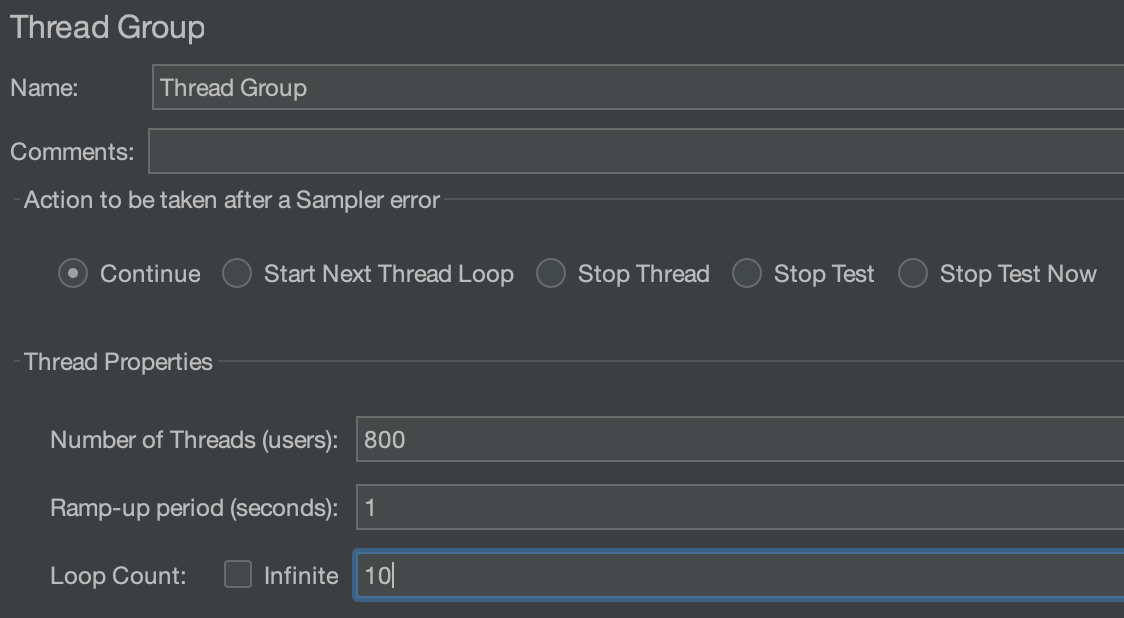 Thread Group
Name: Thread Group
Comments:
Action to be taken after a Sampler error
Continue Start Next Thread Loop Stop Thread Stop Test Stop Test Now
Thread Properties
Number of Threads (users): 800
Ramp-up period (seconds): 1
Loop Count: Infinite 10